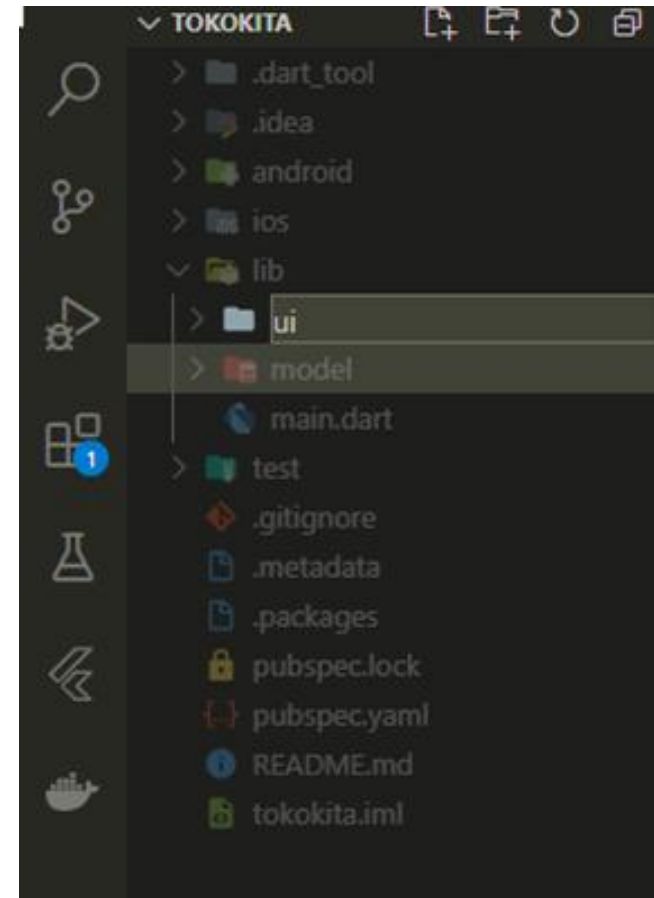 TOKOKITA
.dart_tool
.idea
android
ios
lib
ui
model
main.dart
test
.gitignore
.metadata
.packages
pubspec.lock
pubspec.yaml
README.md
tokokita.iml
1